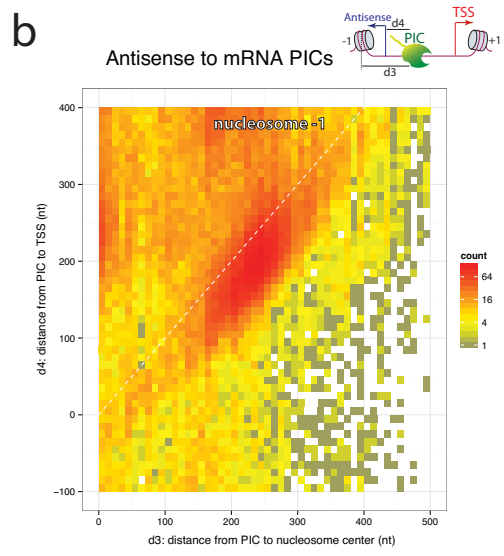 b
Antisense to mRNA PICs
Antisense
d4
TSS
PIC
-1
+1
d3
nucleosome -1
400
300
200
100
0
−100
d4: distance from PIC to TSS (nt)
0
100
200
300
400
500
d3: distance from PIC to nucleosome center (nt)
count
64
16
4
1